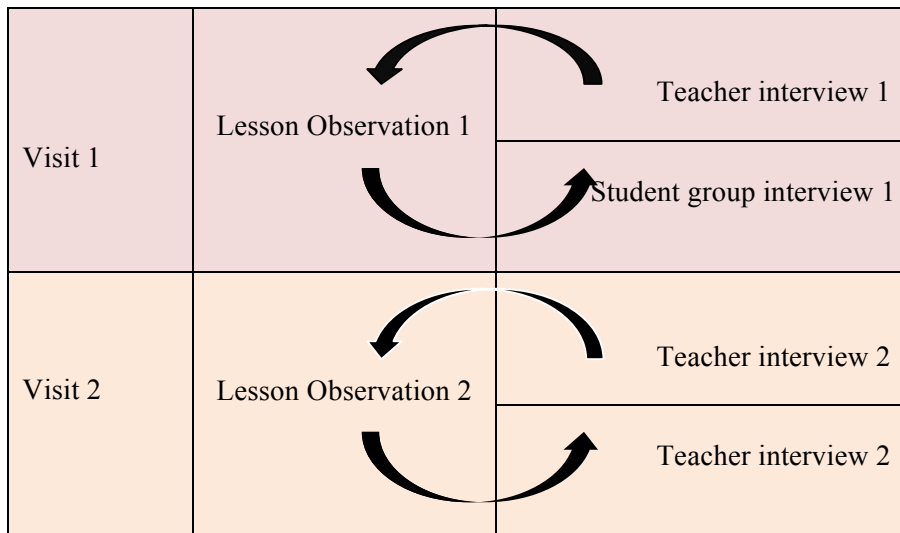 Visit 1
Lesson Observation 1
Teacher interview 1
Student group interview 1
Visit 2
Lesson Observation 2
Teacher interview 2
Teacher interview 2